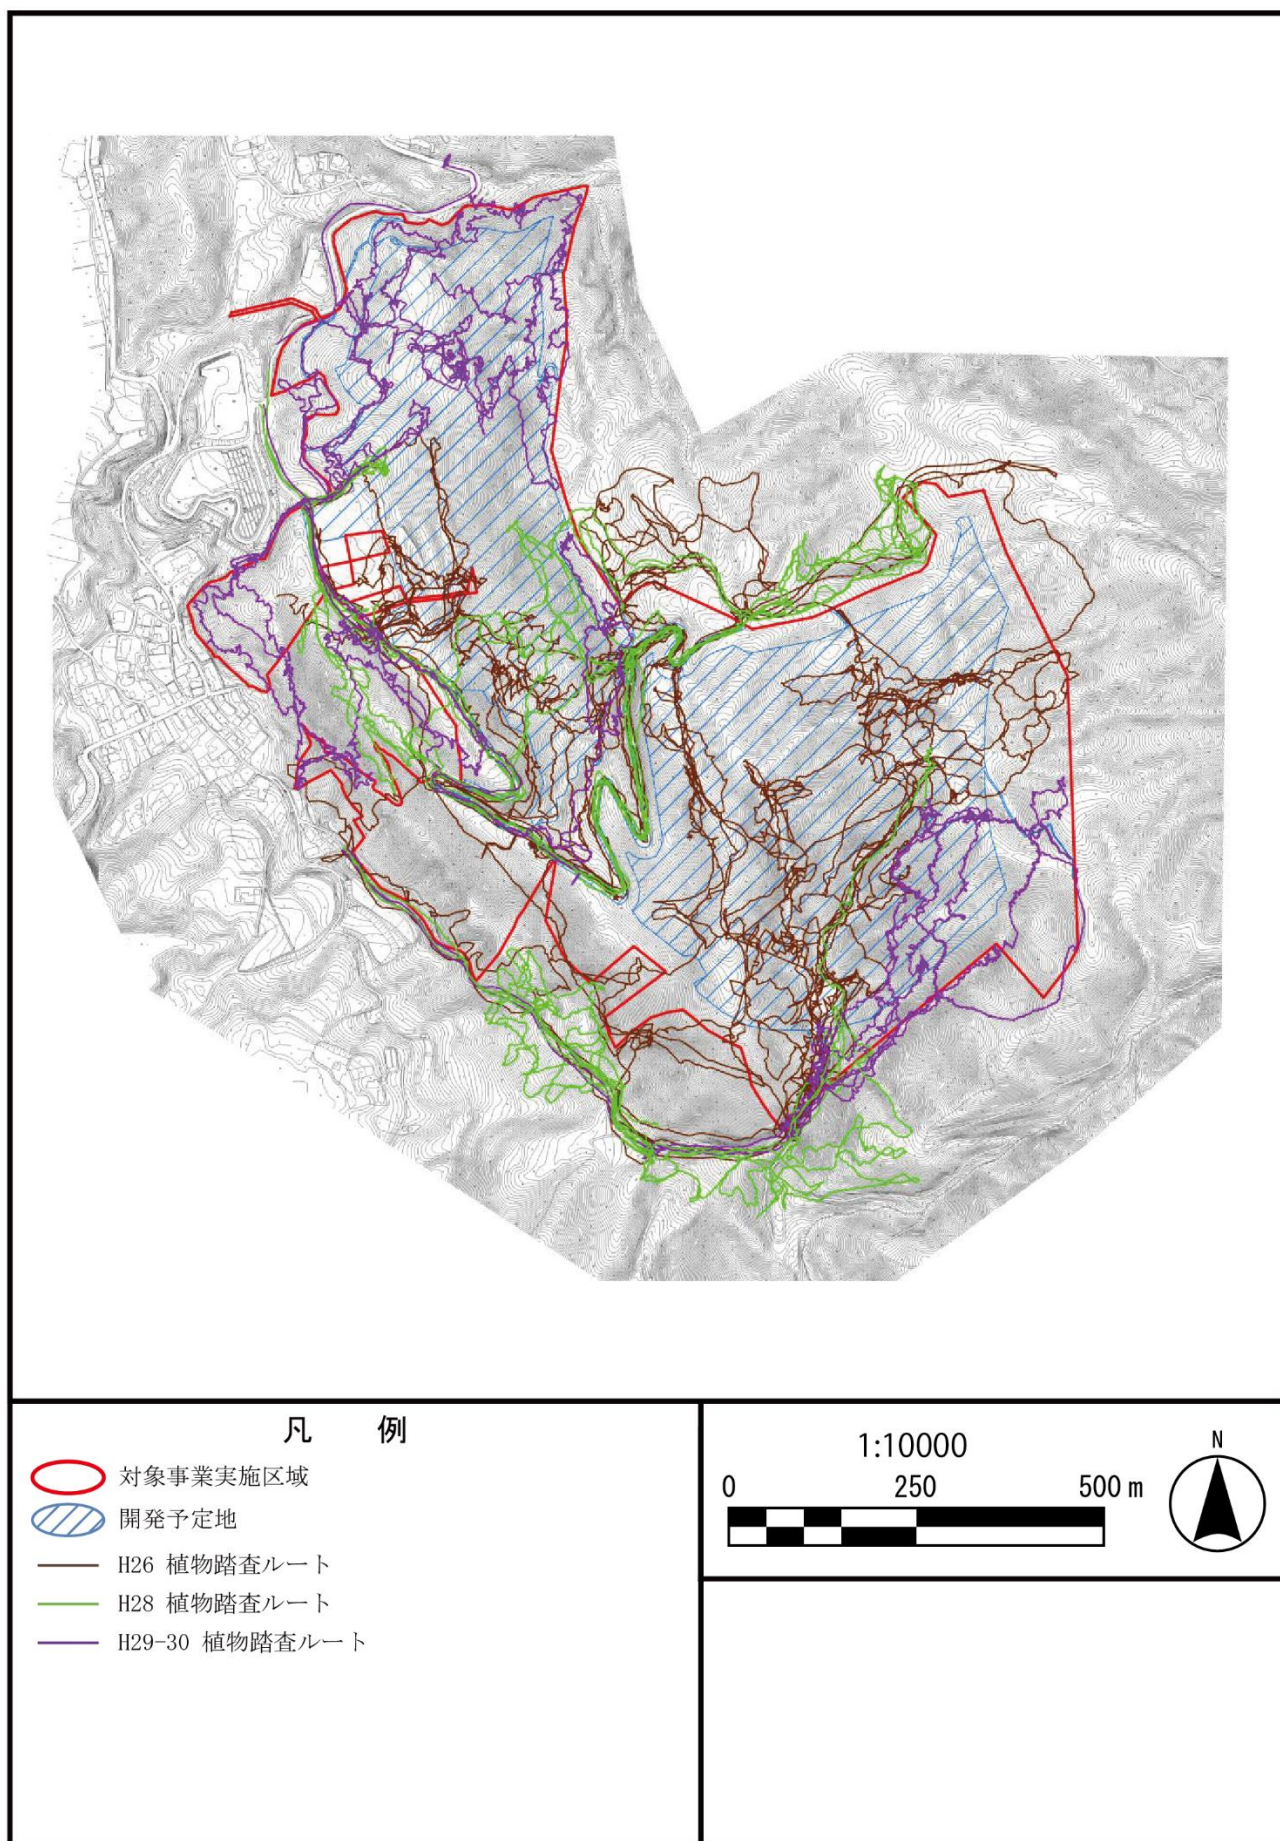 凡 例
対象事業実施区域
開発予定地
H26 植物踏査ルート
H28 植物踏査ルート
H29-30 植物踏査ルート
1:10000
0 250 500 m
N